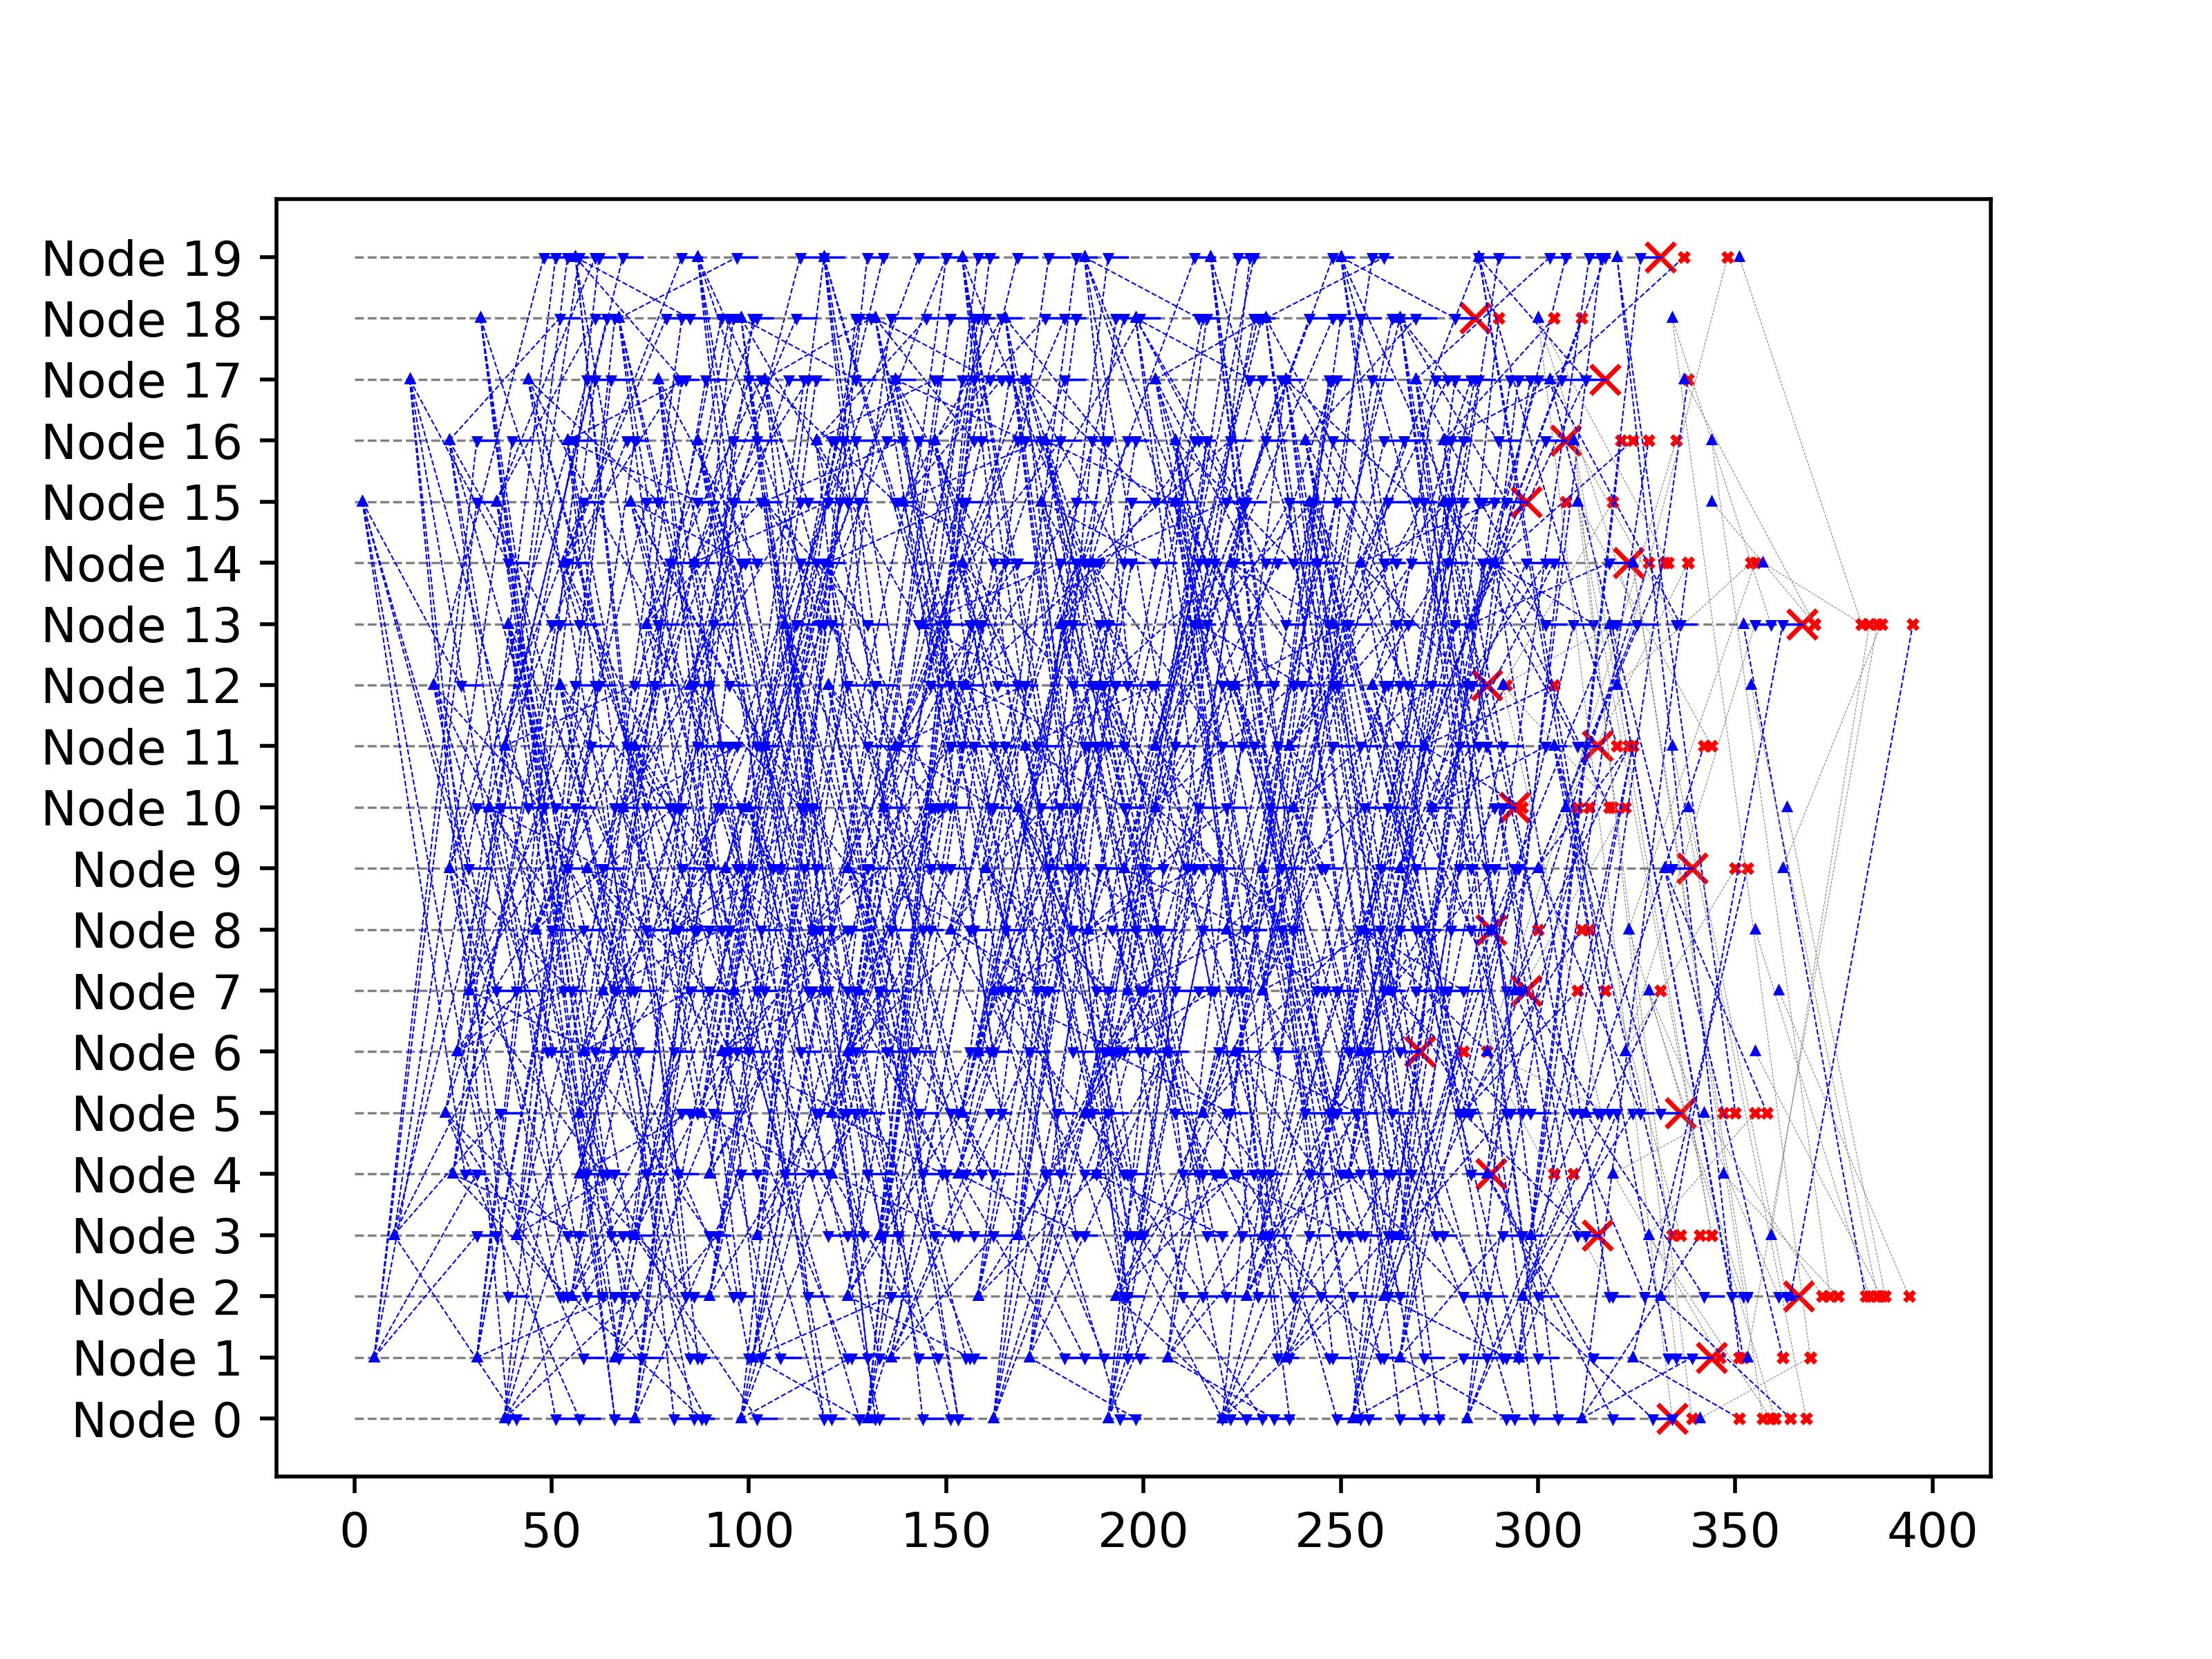 Node 19
Node 18
Node 17
Node 16
Node 15
Node 14
Node 13
Node 12
Node 11
Node 10
Node 9
Node 8
Node 7
Node 6
Node 5
Node 4
Node 3
Node 2
Node 1
Node 0
0 50 100 150 200 250 300 350 400